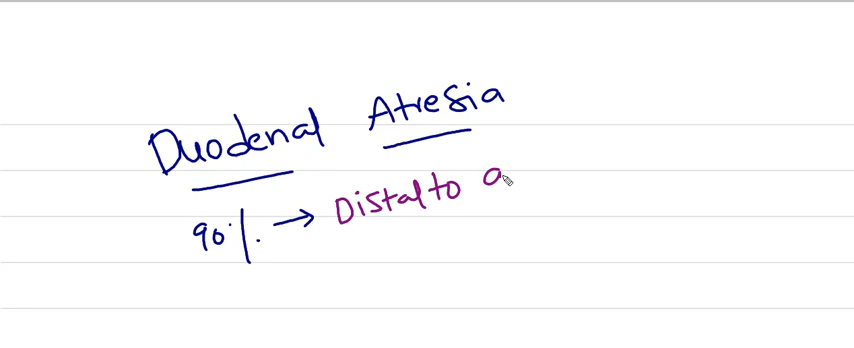 Duodenal Atresia
90% → Distal to a